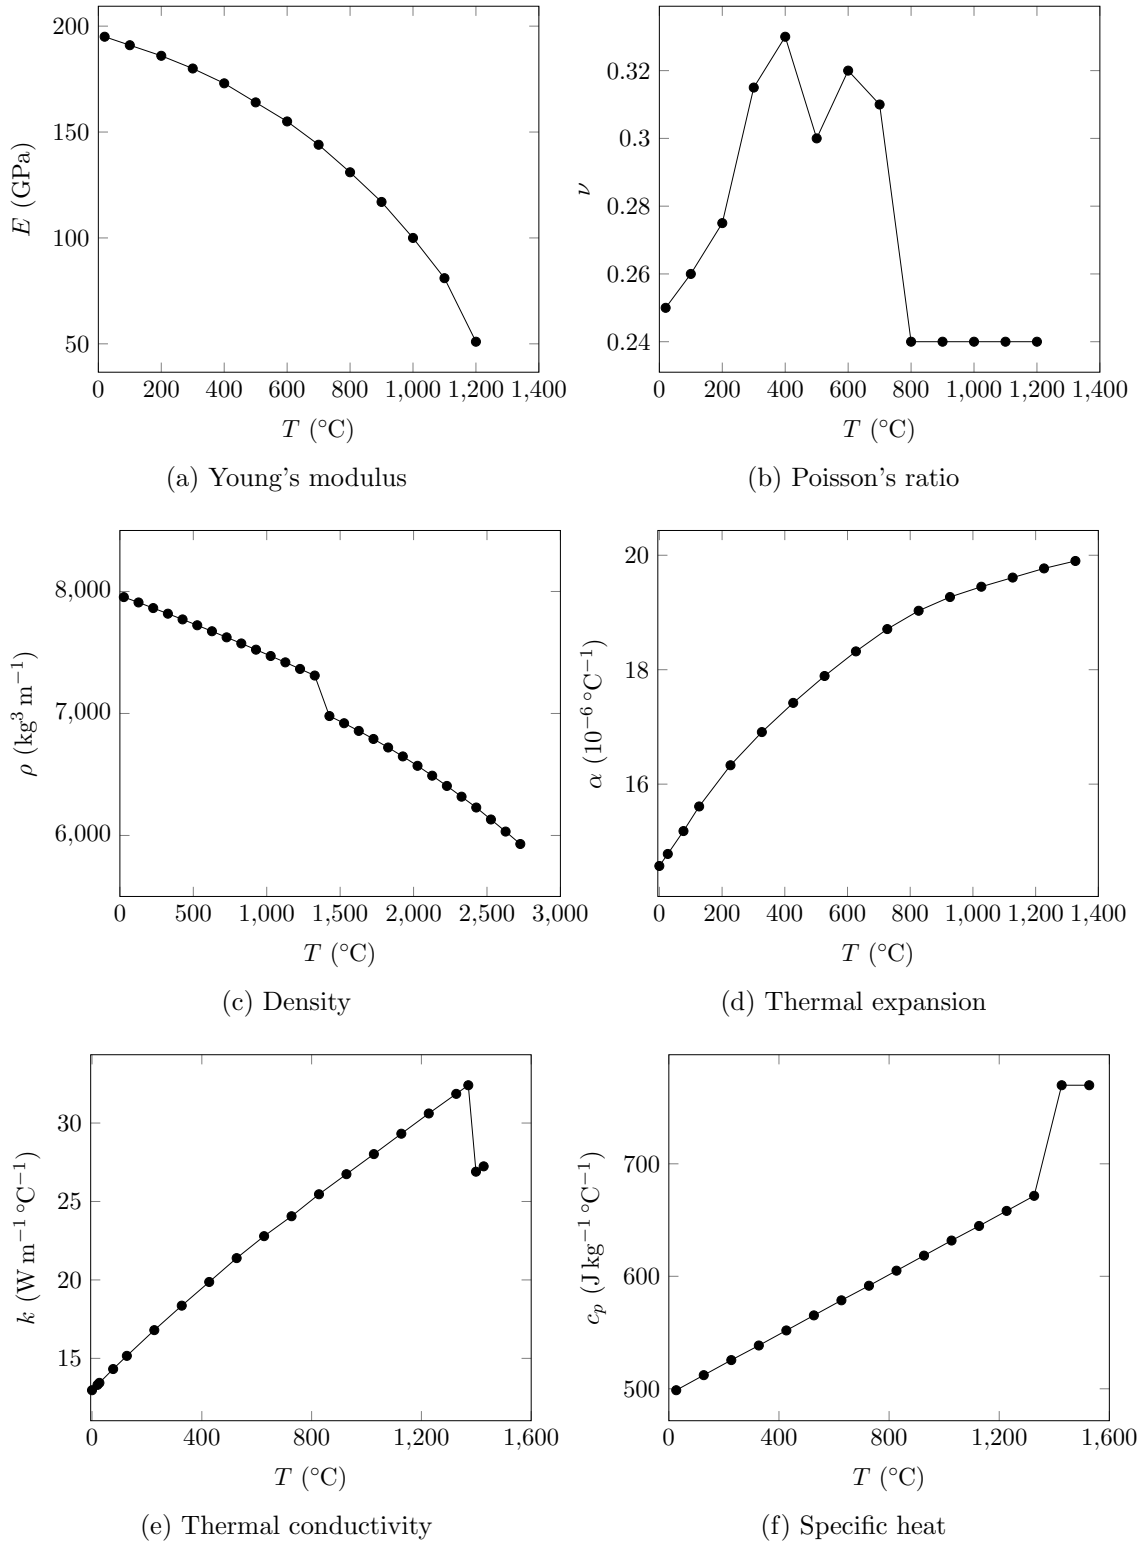 200
150
100
50
E (GPa)
0 200 400 600 800 1,000 1,200 1,400
T (°C)
(a) Young's modulus
0.32
0.3
0.28
0.26
0.24
ν
0 200 400 600 800 1,000 1,200 1,400
T (°C)
(b) Poisson's ratio
8,000
7,000
6,000
ρ (kg³ m⁻¹)
0 500 1,000 1,500 2,000 2,500 3,000
T (°C)
(c) Density
20
18
16
α (10⁻⁶ °C⁻¹)
0 200 400 600 800 1,000 1,200 1,400
T (°C)
(d) Thermal expansion
30
25
20
15
k (W m⁻¹ °C⁻¹)
0 400 800 1,200 1,600
T (°C)
(e) Thermal conductivity
700
600
500
cₚ (J kg⁻¹ °C⁻¹)
0 400 800 1,200 1,600
T (°C)
(f) Specific heat